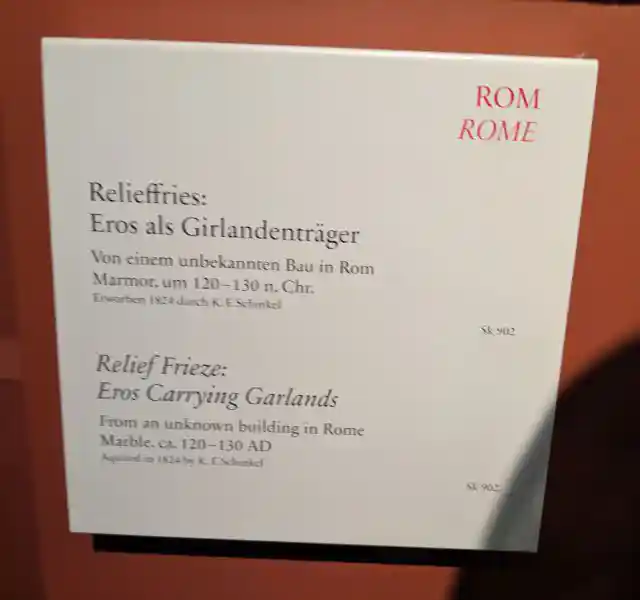 ROM
ROME
Relieffries:
Eros als Girlandenträger
Von einem unbekannten Bau in Rom
Marmor, um 120–130 n. Chr.
Erworben 1824 durch K. F. Schinkel
Sk 902
Relief Frieze:
Eros Carrying Garlands
From an unknown building in Rome
Marble, ca. 120–130 AD
Aquired in 1824 by K. F. Schinkel
Sk 902